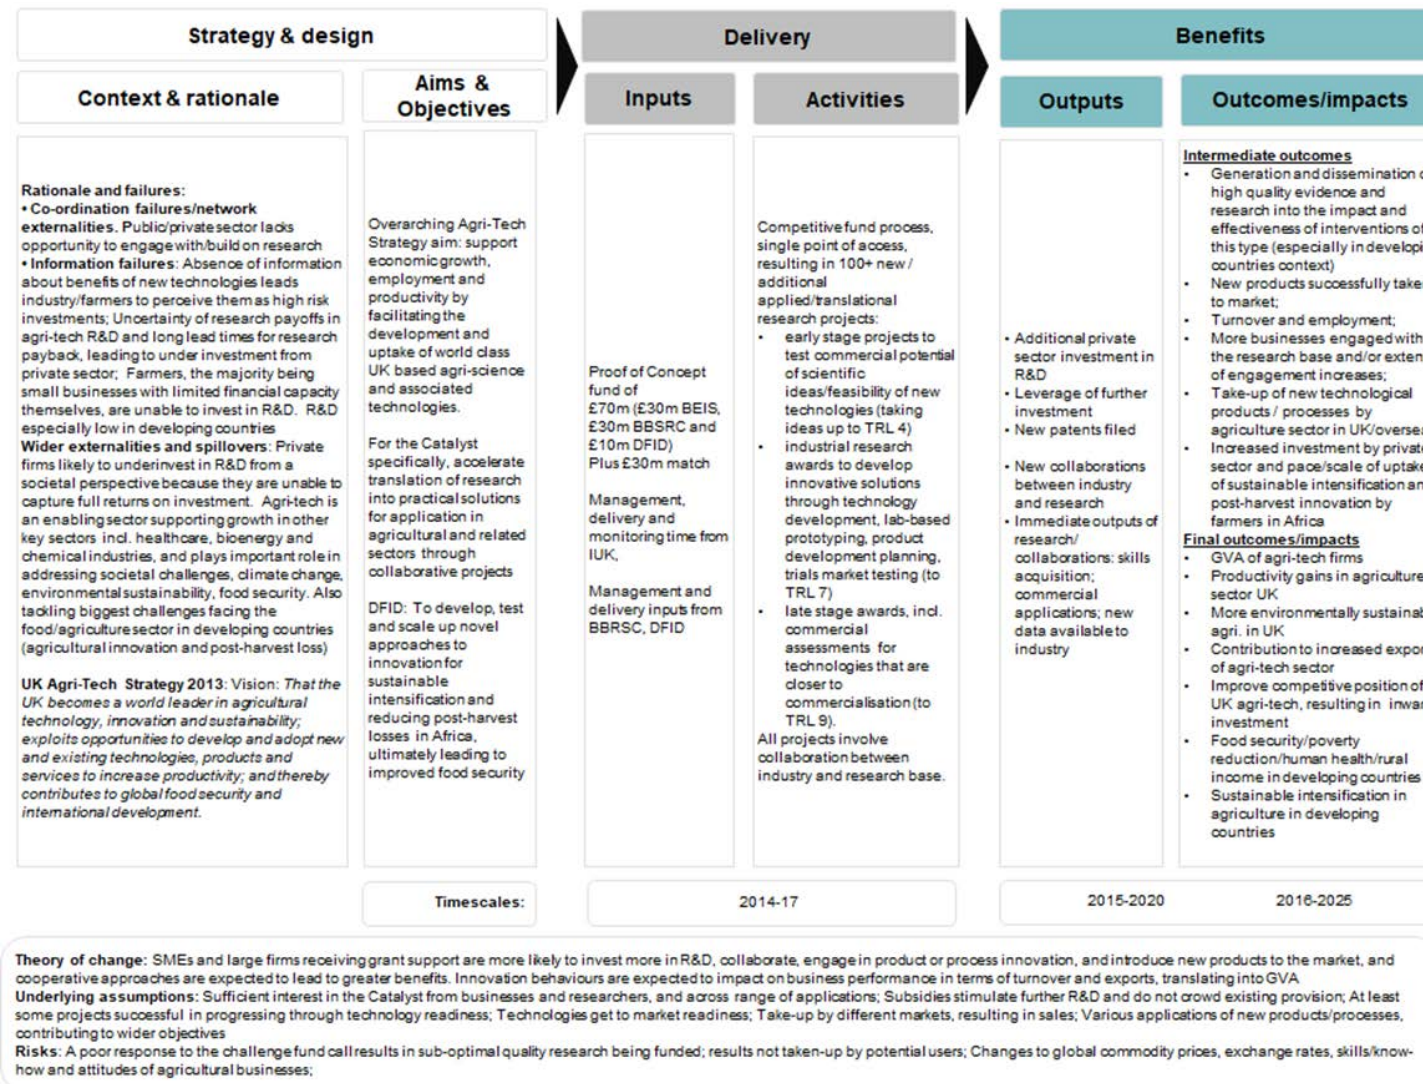 Strategy & design
Delivery
Benefits
Context & rationale
Aims &
Objectives
Inputs
Activities
Outputs
Outcomes/impacts
Rationale and failures:
• Co-ordination failures/network
externalities. Public/private sector lacks
opportunity to engage with/build on research
• Information failures: Absence of information
about benefits of new technologies leads
industry/farmers to perceive them as high risk
investments; Uncertainty of research payoffs in
agri-tech R&D and long lead times for research
payback, leading to under investment from
private sector; Farmers, the majority being
small businesses with limited financial capacity
themselves, are unable to invest in R&D. R&D
especially low in developing countries
Wider externalities and spillovers: Private
firms likely to underinvest in R&D from a
societal perspective because they are unable to
capture full returns on investment. Agri-tech is
an enabling sector supporting growth in other
key sectors incl. healthcare, bioenergy and
chemical industries, and plays important role in
addressing societal challenges, climate change,
environmental sustainability, food security. Also
tackling biggest challenges facing the
food/agriculture sector in developing countries
(agricultural innovation and post-harvest loss)
UK Agri-Tech Strategy 2013: Vision: That the
UK becomes a world leader in agricultural
technology, innovation and sustainability;
exploits opportunities to develop and adopt new
and existing technologies, products and
services to increase productivity; and thereby
contributes to global food security and
international development.
Overarching Agri-Tech
Strategy aim: support
economic growth,
employment and
productivity by
facilitating the
development and
uptake of world class
UK based agri-science
and associated
technologies.
For the Catalyst
specifically, accelerate
translation of research
into practical solutions
for application in
agricultural and related
sectors through
collaborative projects
DFID: To develop, test
and scale up novel
approaches to
innovation for
sustainable
intensification and
reducing post-harvest
losses in Africa,
ultimately leading to
improved food security
Proof of Concept
fund of
£70m (£30m BEIS,
£30m BBSRC and
£10m DFID)
Plus £30m match
Management,
delivery and
monitoring time from
IUK,
Management and
delivery inputs from
BBRSC, DFID
Competitive fund process,
single point of access,
resulting in 100+ new /
additional
applied/translational
research projects:
• early stage projects to
test commercial potential
of scientific
ideas/feasibility of new
technologies (taking
ideas up to TRL 4)
• industrial research
awards to develop
innovative solutions
through technology
development, lab-based
prototyping, product
development planning,
trials market testing (to
TRL 7)
• late stage awards, incl.
commercial
assessments for
technologies that are
closer to
commercialisation (to
TRL 9).
All projects involve
collaboration between
industry and research base.
• Additional private
sector investment in
R&D
• Leverage of further
investment
• New patents filed
• New collaborations
between industry
and research
• Immediate outputs of
research/
collaborations: skills
acquisition;
commercial
applications; new
data available to
industry
Intermediate outcomes
• Generation and dissemination
high quality evidence and
research into the impact and
effectiveness of interventions of
this type (especially in
countries context)
• New products successfully
to market;
• Turnover and employment;
• More businesses engaged with
the research base and/or
of engagement increases;
• Take-up of new technological
products / processes by
agriculture sector in
• Increased investment by
sector and pace/scale of
of sustainable intensification
post-harvest innovation by
farmers in Africa
Final outcomes/impacts
• GVA of agri-tech firms
• Productivity gains in agriculture
sector UK
• More environmentally
agri. in UK
• Contribution to increased
of agri-tech sector
• Improve competitive position of
UK agri-tech, resulting in
investment
• Food security/poverty
reduction/human health/rural
income in developing countries
• Sustainable intensification in
agriculture in developing
countries
Timescales:
2014-17
2015-2020
2016-2025
Theory of change: SMEs and large firms receiving grant support are more likely to invest more in R&D, collaborate, engage in product or process innovation, and introduce new products to the market, and
cooperative approaches are expected to lead to greater benefits. Innovation behaviours are expected to impact on business performance in terms of turnover and exports, translating into GVA
Underlying assumptions: Sufficient interest in the Catalyst from businesses and researchers, and across range of applications; Subsidies stimulate further R&D and do not crowd existing provision; At least
some projects successful in progressing through technology readiness; Technologies get to market readiness; Take-up by different markets, resulting in sales; Various applications of new products/processes,
contributing to wider objectives
Risks: A poor response to the challenge fund call results in sub-optimal quality research being funded; results not taken-up by potential users; Changes to global commodity prices, exchange rates, skills/know-
how and attitudes of agricultural businesses;